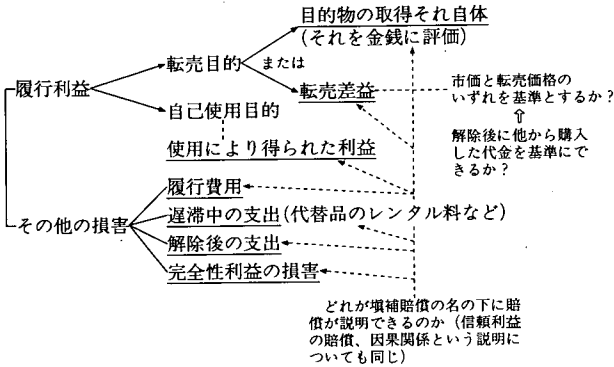 目的物の取得それ自体
(それを金銭に評価)
転売目的
または
履行利益
転売差益
市価と転売価格の
いずれを基準とするか？
自己使用目的
解除後に他から購入
した代金を基準にで
きるか？
使用により得られた利益
履行費用
その他の損害
遅滞中の支出(代替品のレンタル料など)
解除後の支出
完全性利益の損害
どれが塡補賠償の名の下に賠
償が説明できるのか（信頼利益
の賠償、因果関係という説明に
ついても同じ）